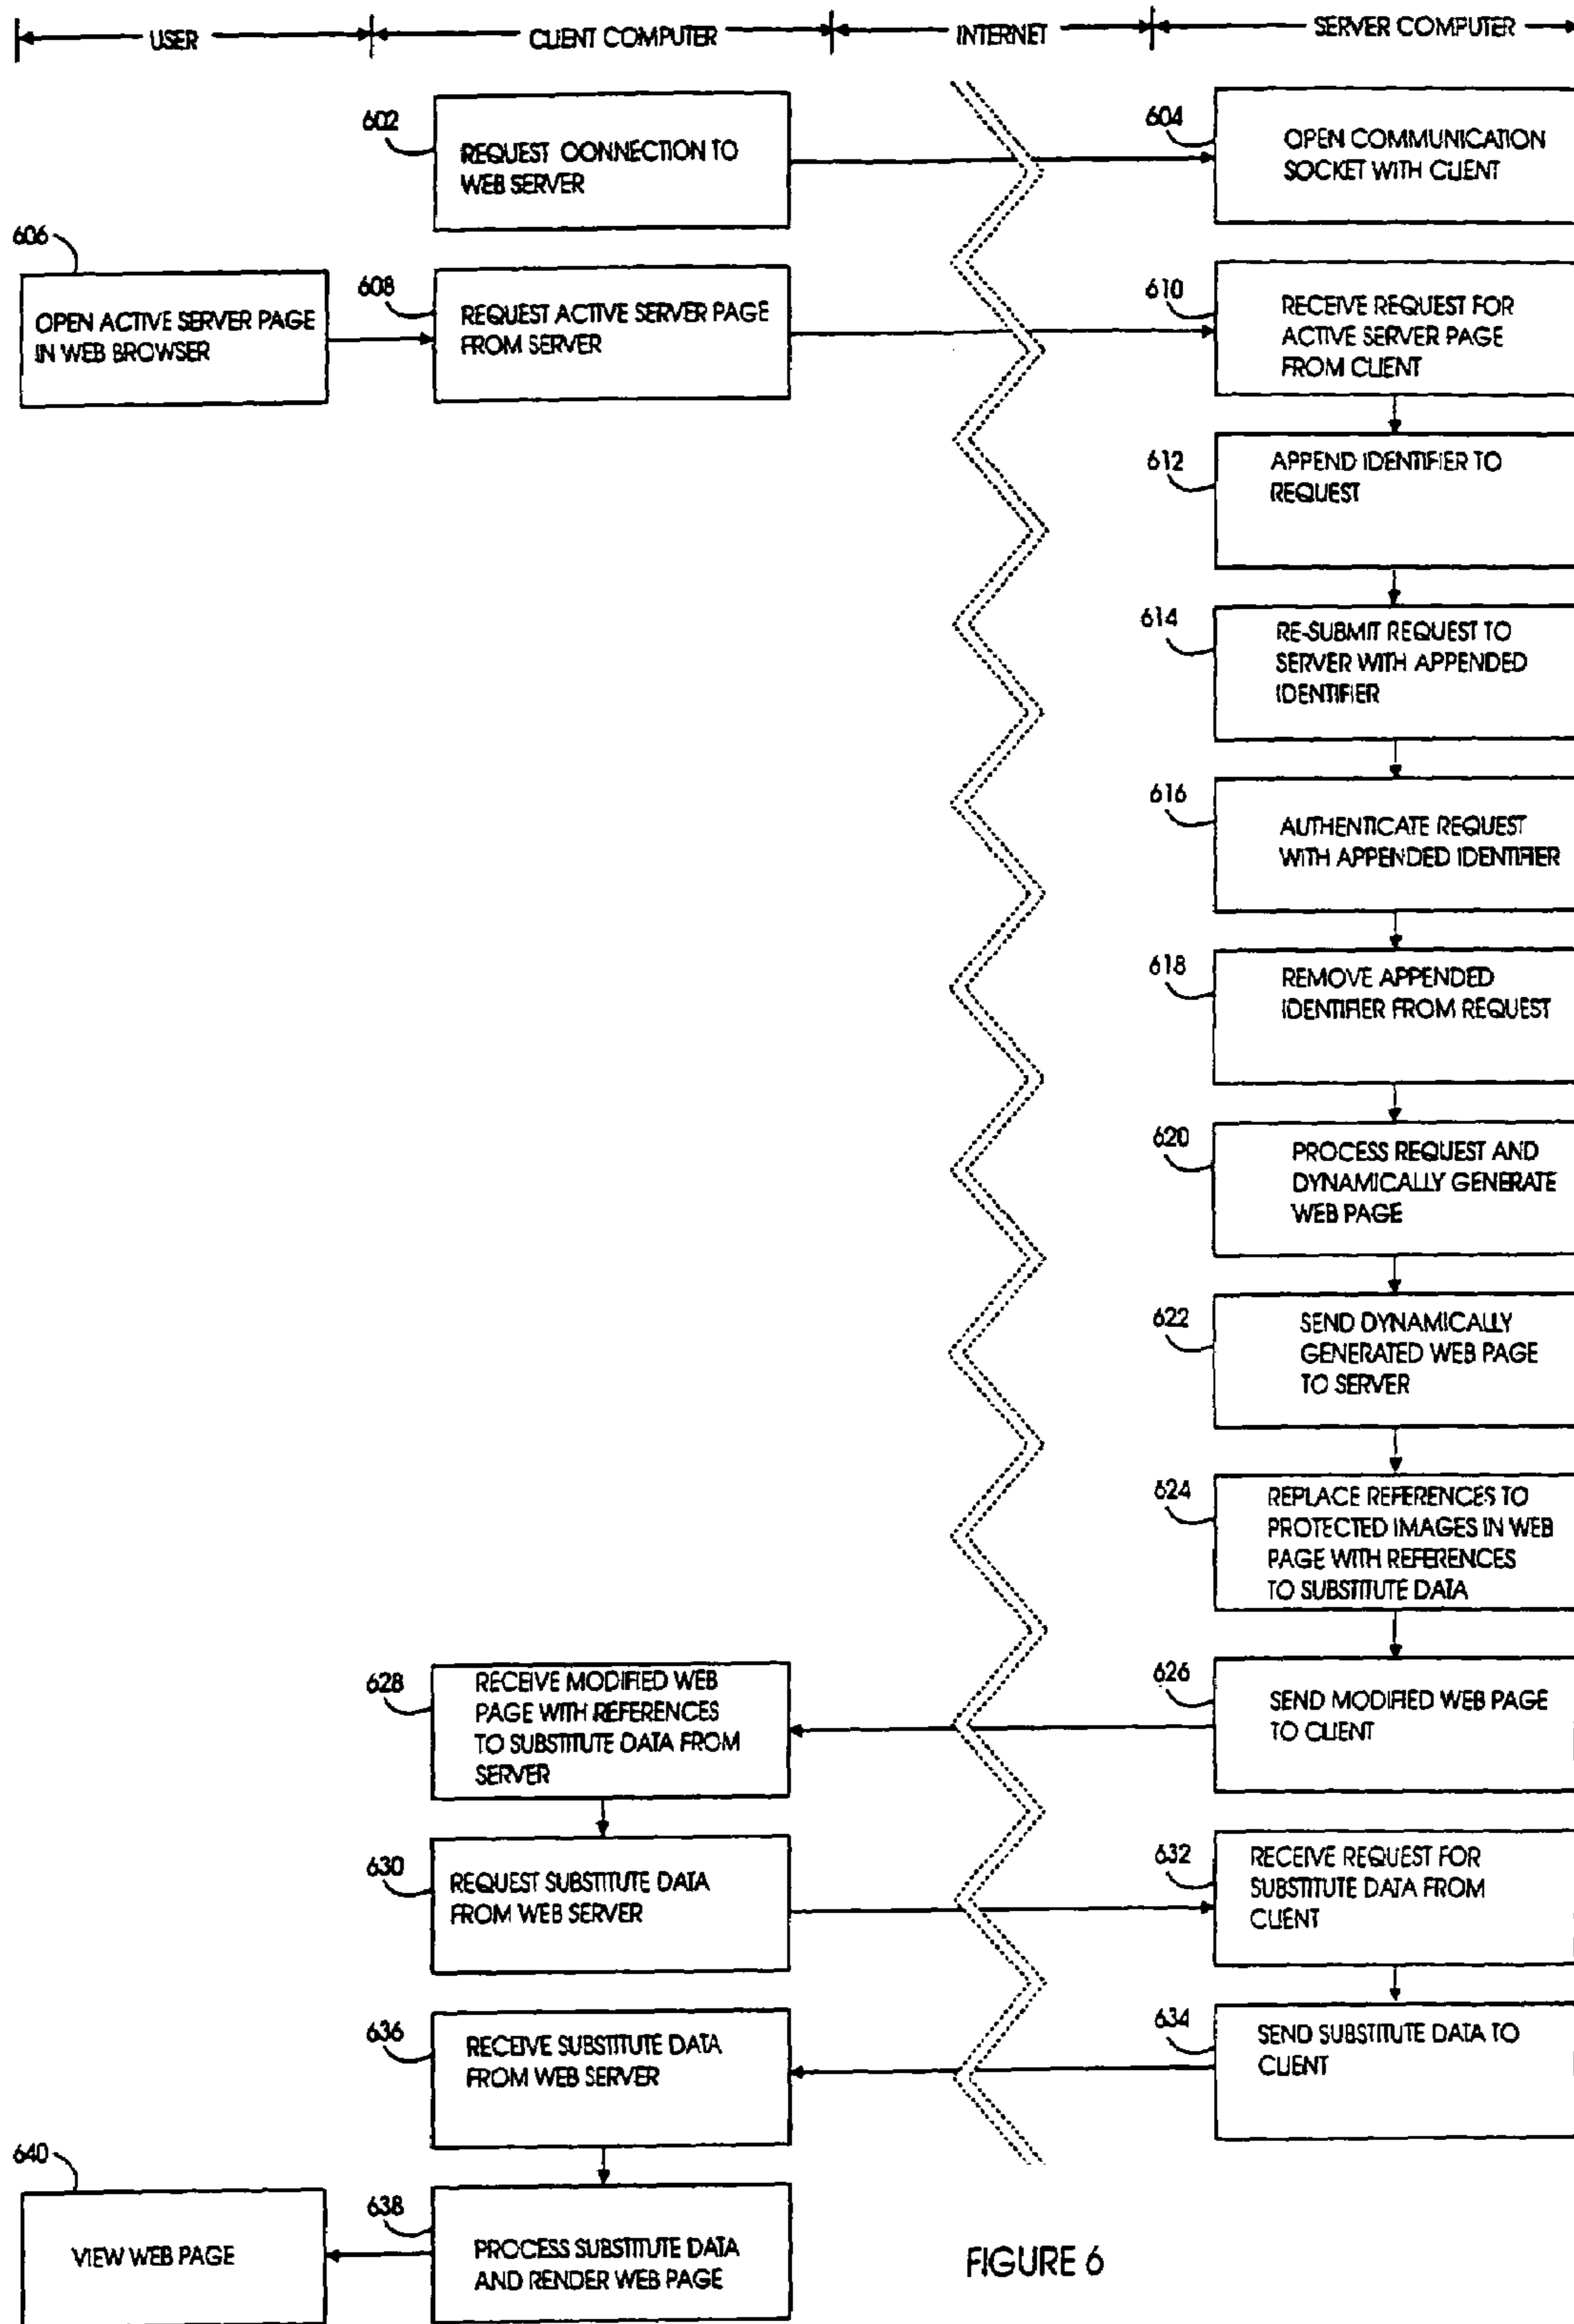 USER
CLIENT COMPUTER
INTERNET
SERVER COMPUTER
602
REQUEST CONNECTION TO
WEB SERVER
604
OPEN COMMUNICATION
SOCKET WITH CLIENT
606
OPEN ACTIVE SERVER PAGE
IN WEB BROWSER
608
REQUEST ACTIVE SERVER PAGE
FROM SERVER
610
RECEIVE REQUEST FOR
ACTIVE SERVER PAGE
FROM CLIENT
612
APPEND IDENTIFIER TO
REQUEST
614
RE-SUBMIT REQUEST TO
SERVER WITH APPENDED
IDENTIFIER
616
AUTHENTICATE REQUEST
WITH APPENDED IDENTIFIER
618
REMOVE APPENDED
IDENTIFIER FROM REQUEST
620
PROCESS REQUEST AND
DYNAMICALLY GENERATE
WEB PAGE
622
SEND DYNAMICALLY
GENERATED WEB PAGE
TO SERVER
624
REPLACE REFERENCES TO
PROTECTED IMAGES IN WEB
PAGE WITH REFERENCES
TO SUBSTITUTE DATA
628
RECEIVE MODIFIED WEB
PAGE WITH REFERENCES
TO SUBSTITUTE DATA FROM
SERVER
626
SEND MODIFIED WEB PAGE
TO CLIENT
630
REQUEST SUBSTITUTE DATA
FROM WEB SERVER
632
RECEIVE REQUEST FOR
SUBSTITUTE DATA FROM
CLIENT
636
RECEIVE SUBSTITUTE DATA
FROM WEB SERVER
634
SEND SUBSTITUTE DATA TO
CLIENT
640
VIEW WEB PAGE
638
PROCESS SUBSTITUTE DATA
AND RENDER WEB PAGE
FIGURE 6